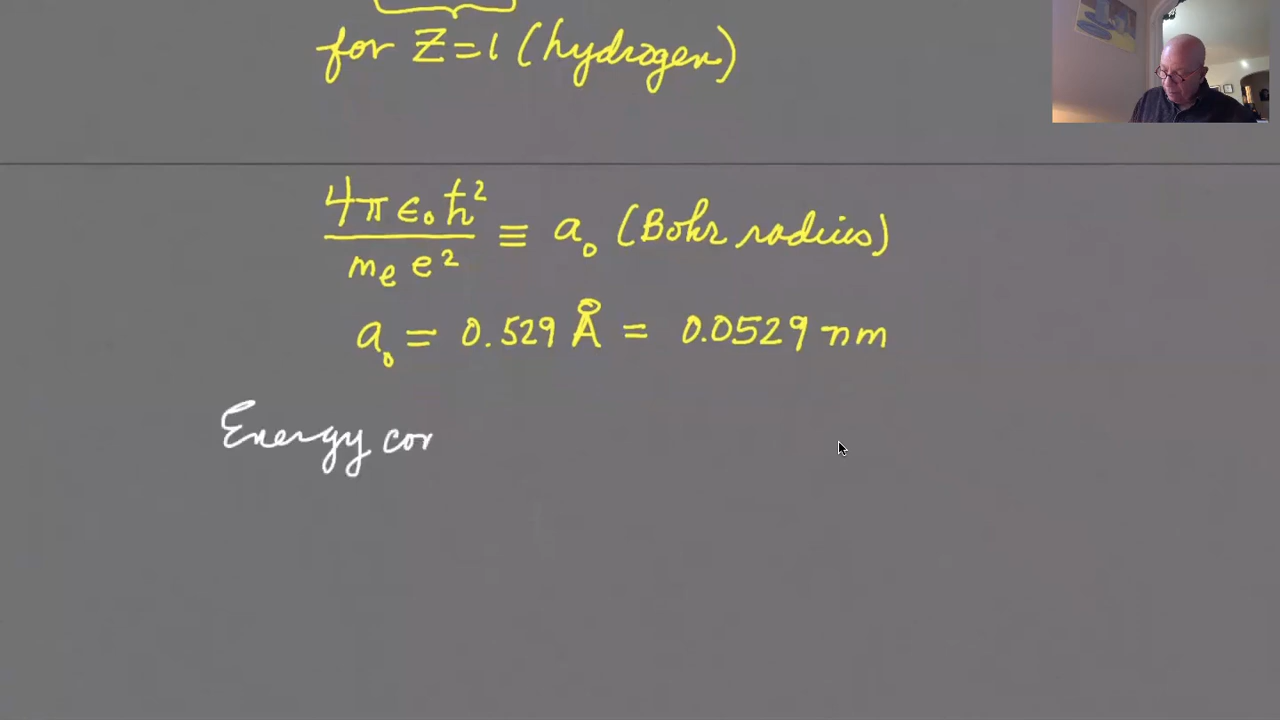 for Z=1 (hydrogen)
4πϵ₀ħ² / mₑe² ≡ a₀ (Bohr radius)
a₀ = 0.529 Å = 0.0529 nm
Energy cor